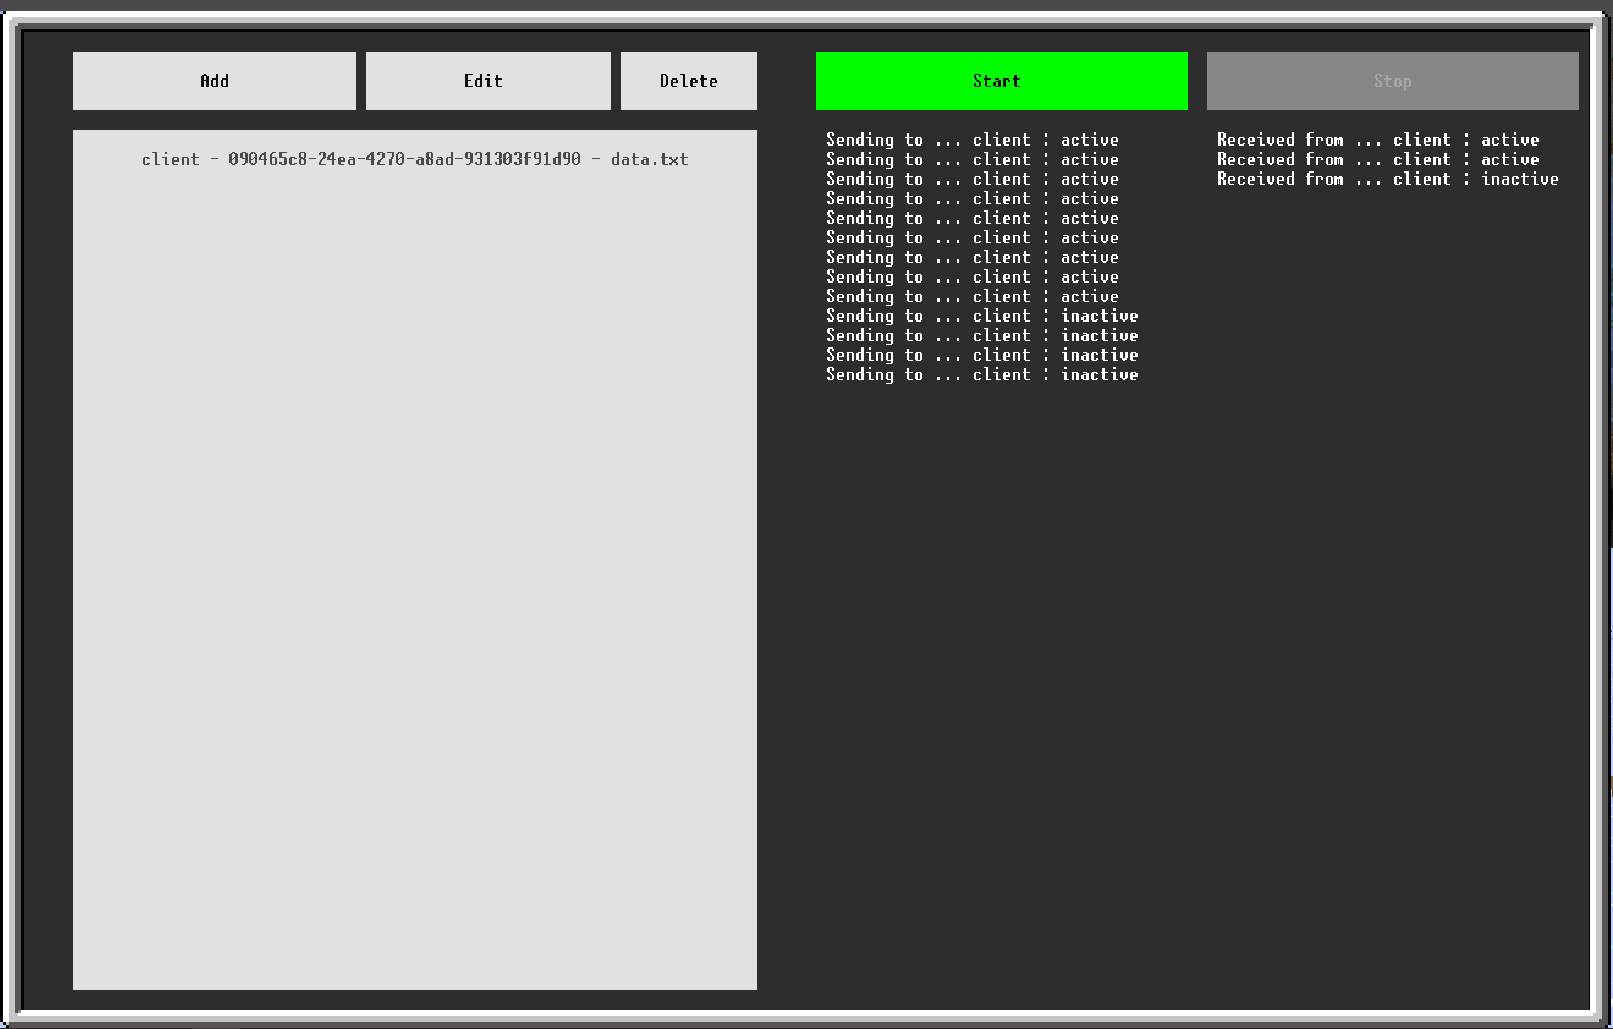 Add
Edit
Delete
Start
Stop
client - 090465c8-24ea-4270-a8ad-931303f91d90 - data.txt
Sending to ... client : active
Sending to ... client : active
Sending to ... client : active
Sending to ... client : active
Sending to ... client : active
Sending to ... client : active
Sending to ... client : active
Sending to ... client : active
Sending to ... client : active
Sending to ... client : inactive
Sending to ... client : inactive
Sending to ... client : inactive
Sending to ... client : inactive
Received from ... client : active
Received from ... client : active
Received from ... client : inactive